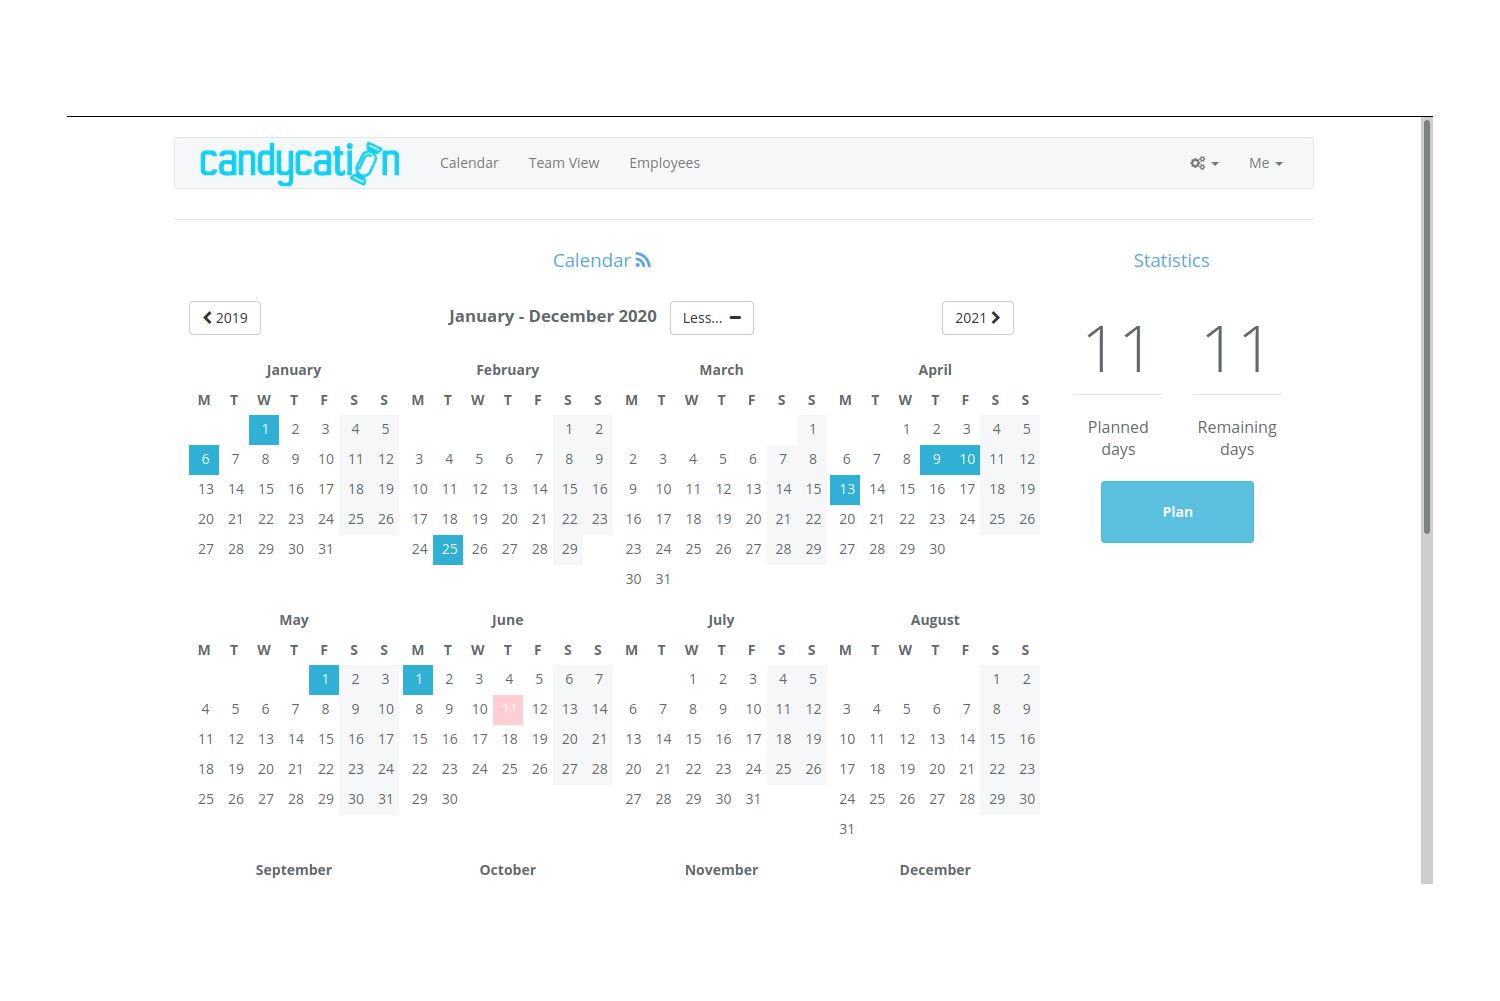 candycation Calendar Team View Employees Me
Calendar Statistics
2019 January - December 2020 Less... 2021
11 11
Planned days Remaining days
Plan
January February March April
M T W T F S S M T W T F S S M T W T F S S M T W T F S S
1 2 3 4 5 1 2 1 1 2 3 4 5
6 7 8 9 10 11 12 3 4 5 6 7 8 9 2 3 4 5 6 7 8 6 7 8 9 10 11 12
13 14 15 16 17 18 19 10 11 12 13 14 15 16 9 10 11 12 13 14 15 13 14 15 16 17 18 19
20 21 22 23 24 25 26 17 18 19 20 21 22 23 16 17 18 19 20 21 22 20 21 22 23 24 25 26
27 28 29 30 31 24 25 26 27 28 29 23 24 25 26 27 28 29 27 28 29 30
30 31
May June July August
M T W T F S S M T W T F S S M T W T F S S M T W T F S S
1 2 3 1 2 3 4 5 6 7 1 2 3 4 5 1 2
4 5 6 7 8 9 10 8 9 10 11 12 13 14 6 7 8 9 10 11 12 3 4 5 6 7 8 9
11 12 13 14 15 16 17 15 16 17 18 19 20 21 13 14 15 16 17 18 19 10 11 12 13 14 15 16
18 19 20 21 22 23 24 22 23 24 25 26 27 28 20 21 22 23 24 25 26 17 18 19 20 21 22 23
25 26 27 28 29 30 31 29 30 27 28 29 30 31 24 25 26 27 28 29 30
31
September October November December